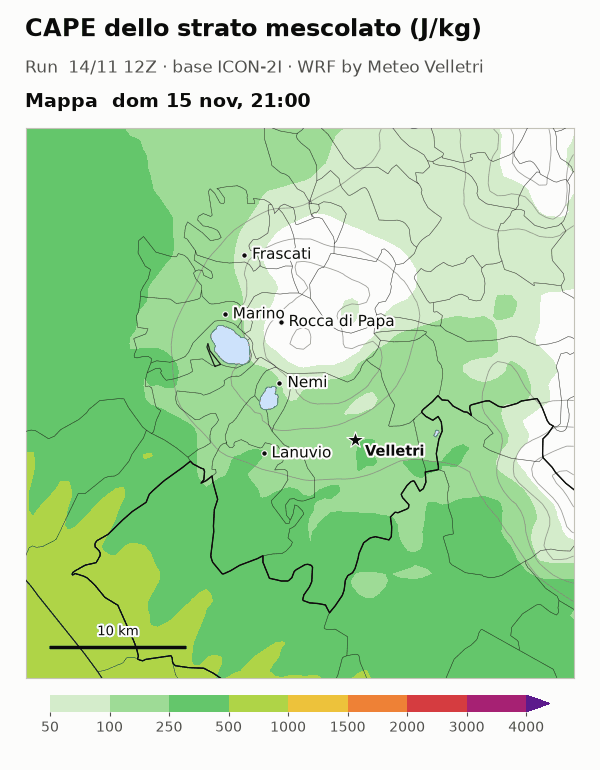 CAPE dello strato mescolato (J/kg)
Run  14/11 12Z · base ICON-2I · WRF by Meteo Velletri
Mappa  dom 15 nov, 21:00
Frascati
Marino
Rocca di Papa
Nemi
Velletri
Lanuvio
10 km
50 100 250 500 1000 1500 2000 3000 4000